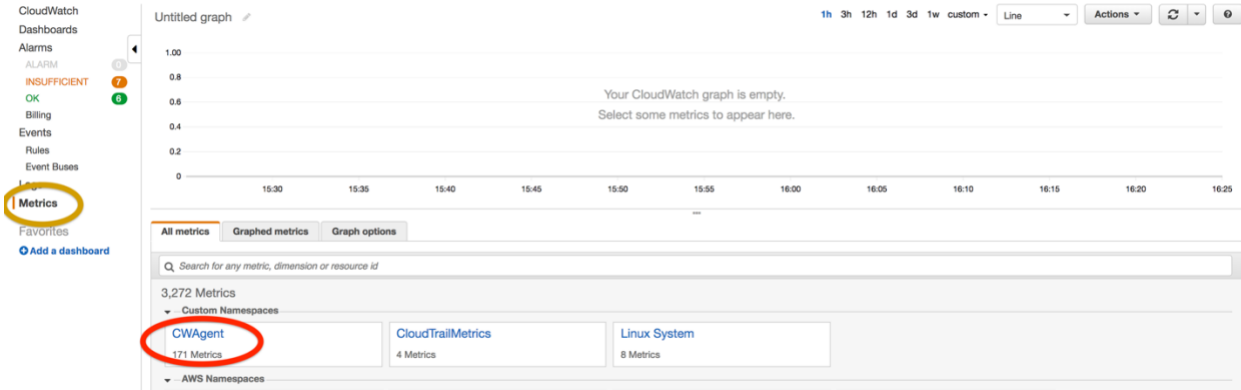 CloudWatch
Dashboards
Alarms
ALARM 0
INSUFFICIENT 7
OK 6
Billing
Events
Rules
Event Buses
Logs
Metrics
Favorites
Add a dashboard
Untitled graph
1h 3h 12h 1d 3d 1w custom Line Actions
1.00
0.8
0.6
0.4
0.2
0
Your CloudWatch graph is empty.
Select some metrics to appear here.
15:30 15:35 15:40 15:45 15:50 15:55 16:00 16:05 16:10 16:15 16:20 16:25
All metrics Graphed metrics Graph options
Search for any metric, dimension or resource id
3,272 Metrics
Custom Namespaces
CWAgent CloudTrailMetrics Linux System
171 Metrics 4 Metrics 8 Metrics
AWS Namespaces